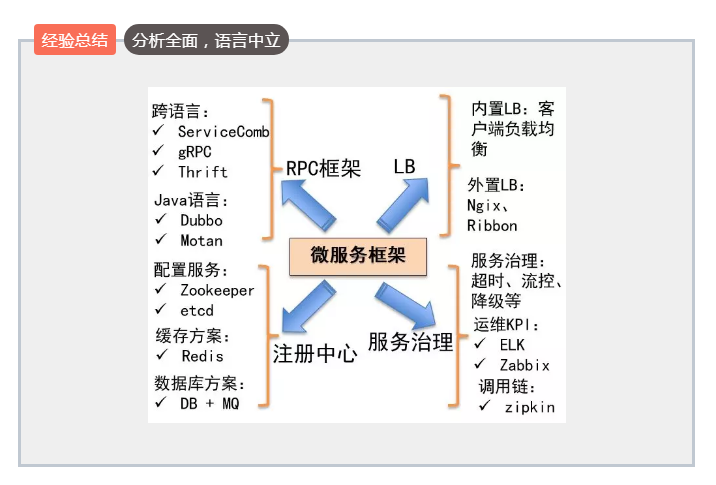 经验总结
分析全面，语言中立
跨语言：
✓ ServiceComb
✓ gRPC
✓ Thrift
Java语言：
✓ Dubbo
✓ Motan
RPC框架
LB
内置LB：客
户端负载均
衡
外置LB：
Ngix、
Ribbon
微服务框架
配置服务：
✓ Zookeeper
✓ etcd
缓存方案：
✓ Redis
数据库方案：
✓ DB + MQ
注册中心
服务治理
服务治理：
超时、流控、
降级等
运维KPI：
✓ ELK
✓ Zabbix
调用链：
✓ zipkin